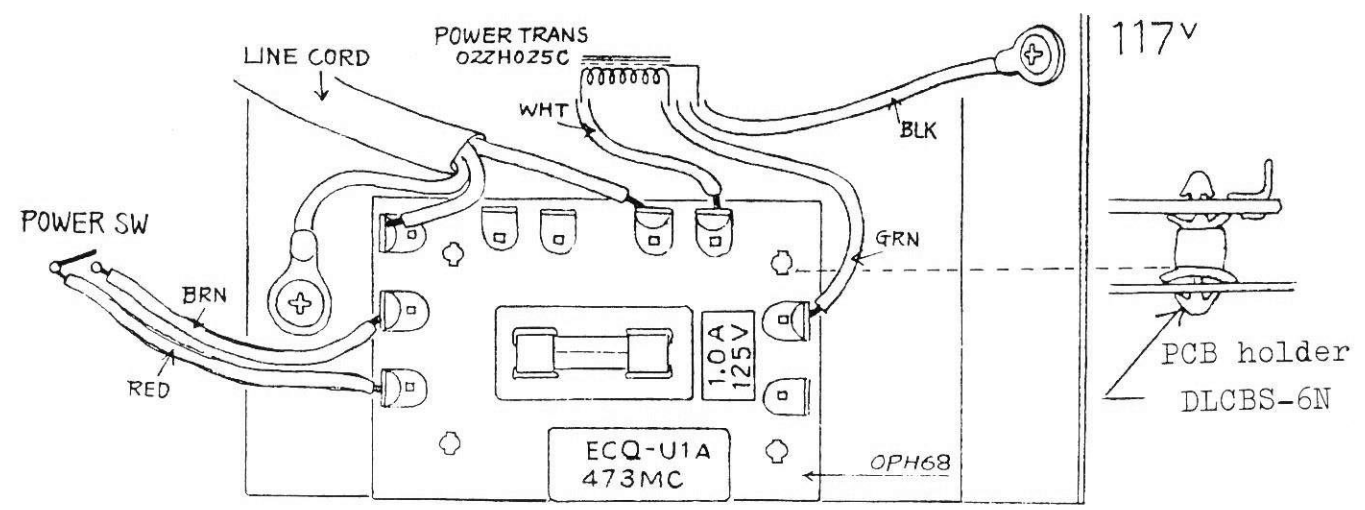 POWER TRANS
022H025C
117V
LINE CORD
WHT
BLK
POWER SW
GRN
BRN
RED
1.0A
125V
PCB holder
DLCBS-6N
ECQ-U1A
473MC
OPH68